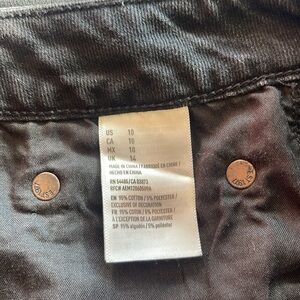 US 10
CA 10
MX 10
UK 14
MADE IN CHINA / FABRIQUÉ EN CHINE /
HECHO EN CHINA
RN 54486/CA 03073
EN 95% COTTON / 5% POLYESTER /
EXCLUSIVE OF DECORATION
FR 95% COTON / 5% POLYESTER /
À L'EXCEPTION DE LA GARNITURE
SP 95% algodón / 5% poliéster